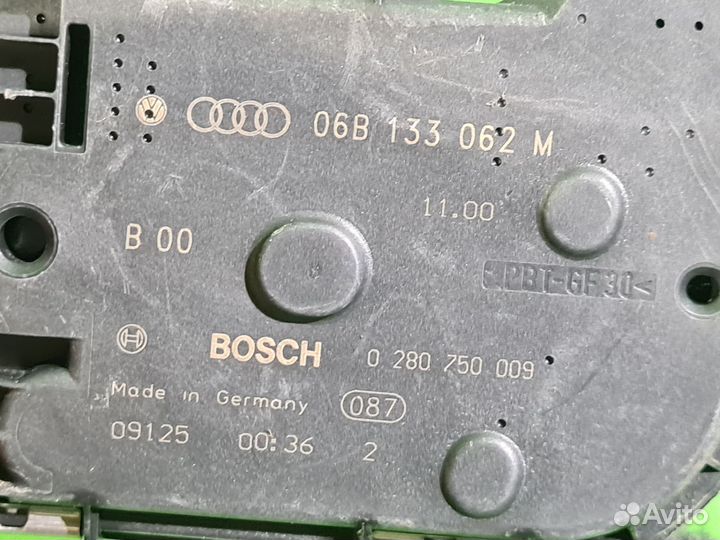 06B 133 062 M
11.00
B 00
>PBT-GF30<
BOSCH 0 280 750 009
Made in Germany 087
09125 00:36 2
Avito